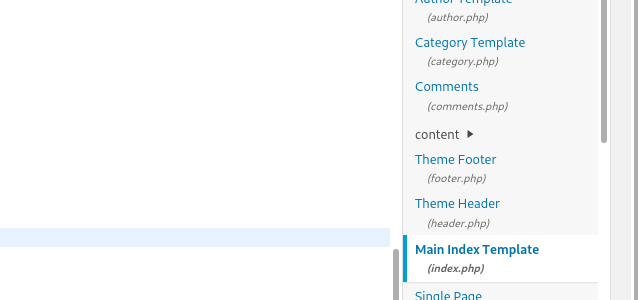 Author Template
(author.php)
Category Template
(category.php)
Comments
(comments.php)
content
Theme Footer
(footer.php)
Theme Header
(header.php)
Main Index Template
(index.php)
Single Page